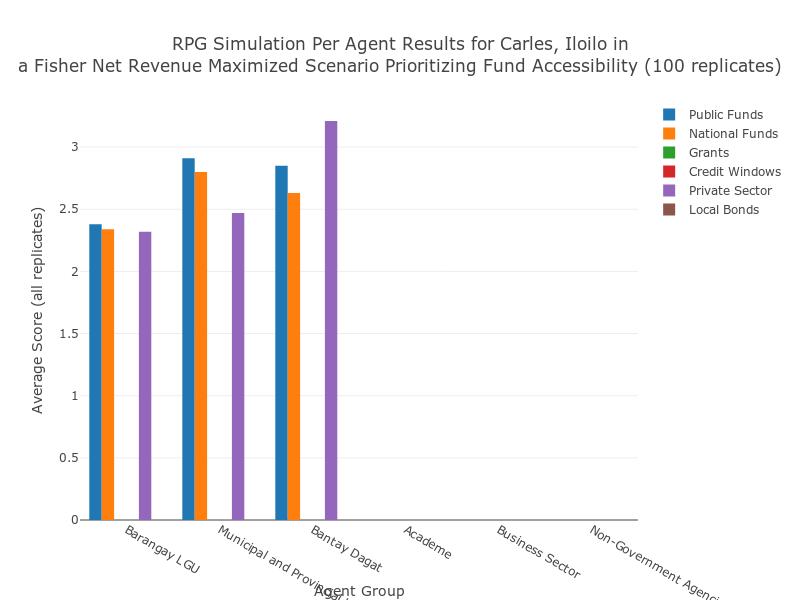 RPG Simulation Per Agent Results for Carles, Iloilo in
a Fisher Net Revenue Maximized Scenario Prioritizing Fund Accessibility (100 replicates)
Public Funds
National Funds
Grants
Credit Windows
Private Sector
Local Bonds
Average Score (all replicates)
3
2.5
2
1.5
1
0.5
0
Barangay LGU
Municipal and
Bantay Dagat
Academe
Business Sector
Non-Government
Agent Group